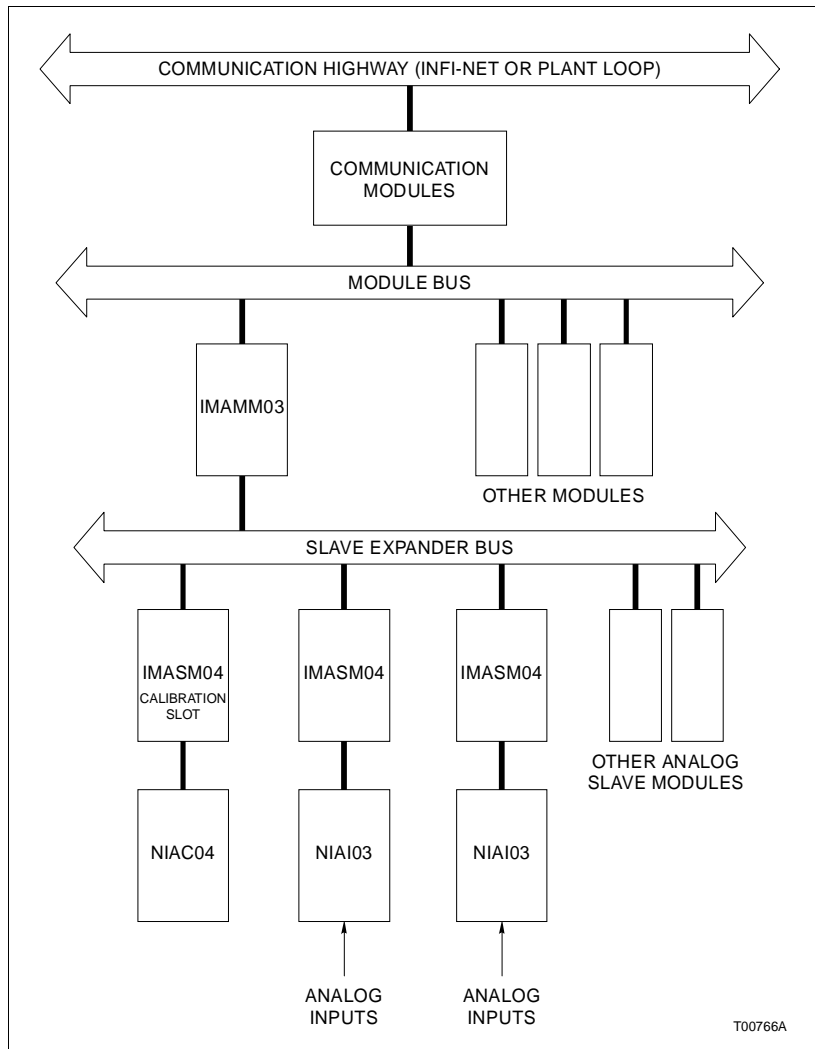 COMMUNICATION HIGHWAY (INFI-NET OR PLANT LOOP)
COMMUNICATION
MODULES
MODULE BUS
IMAMM03
OTHER MODULES
SLAVE EXPANDER BUS
IMASM04
CALIBRATION
SLOT
IMASM04
IMASM04
OTHER ANALOG
SLAVE MODULES
NIAC04
NIAI03
NIAI03
ANALOG
INPUTS
ANALOG
INPUTS
T00766A